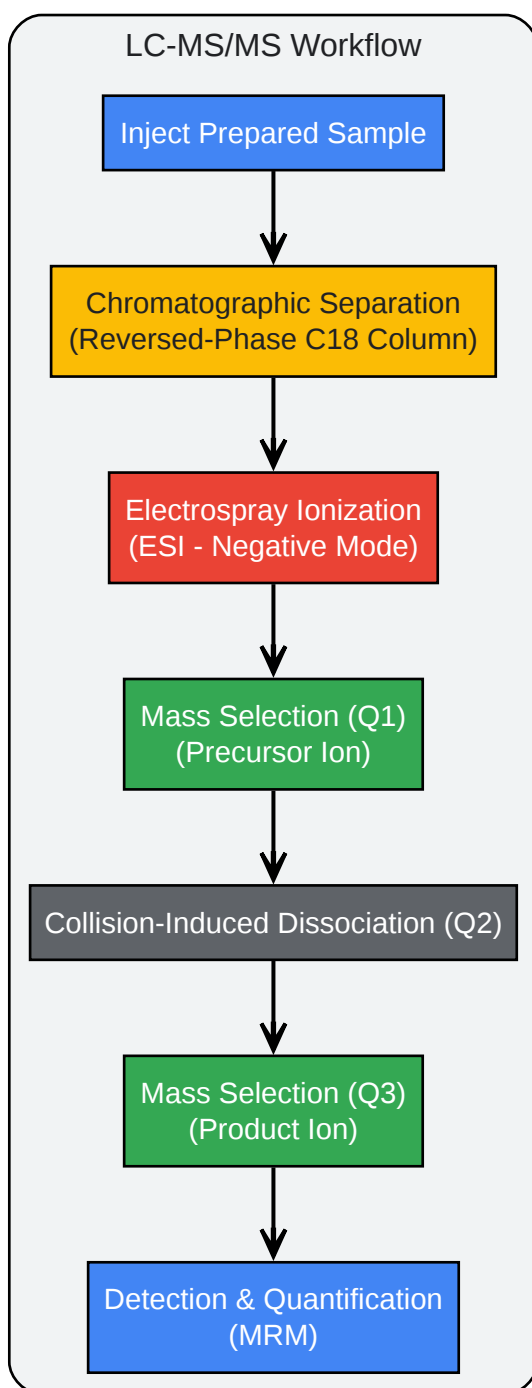 LC-MS/MS Workflow
Inject Prepared Sample
Chromatographic Separation
(Reversed-Phase C18 Column)
Electrospray Ionization
(ESI - Negative Mode)
Mass Selection (Q1)
(Precursor Ion)
Collision-Induced Dissociation (Q2)
Mass Selection (Q3)
(Product Ion)
Detection & Quantification
(MRM)